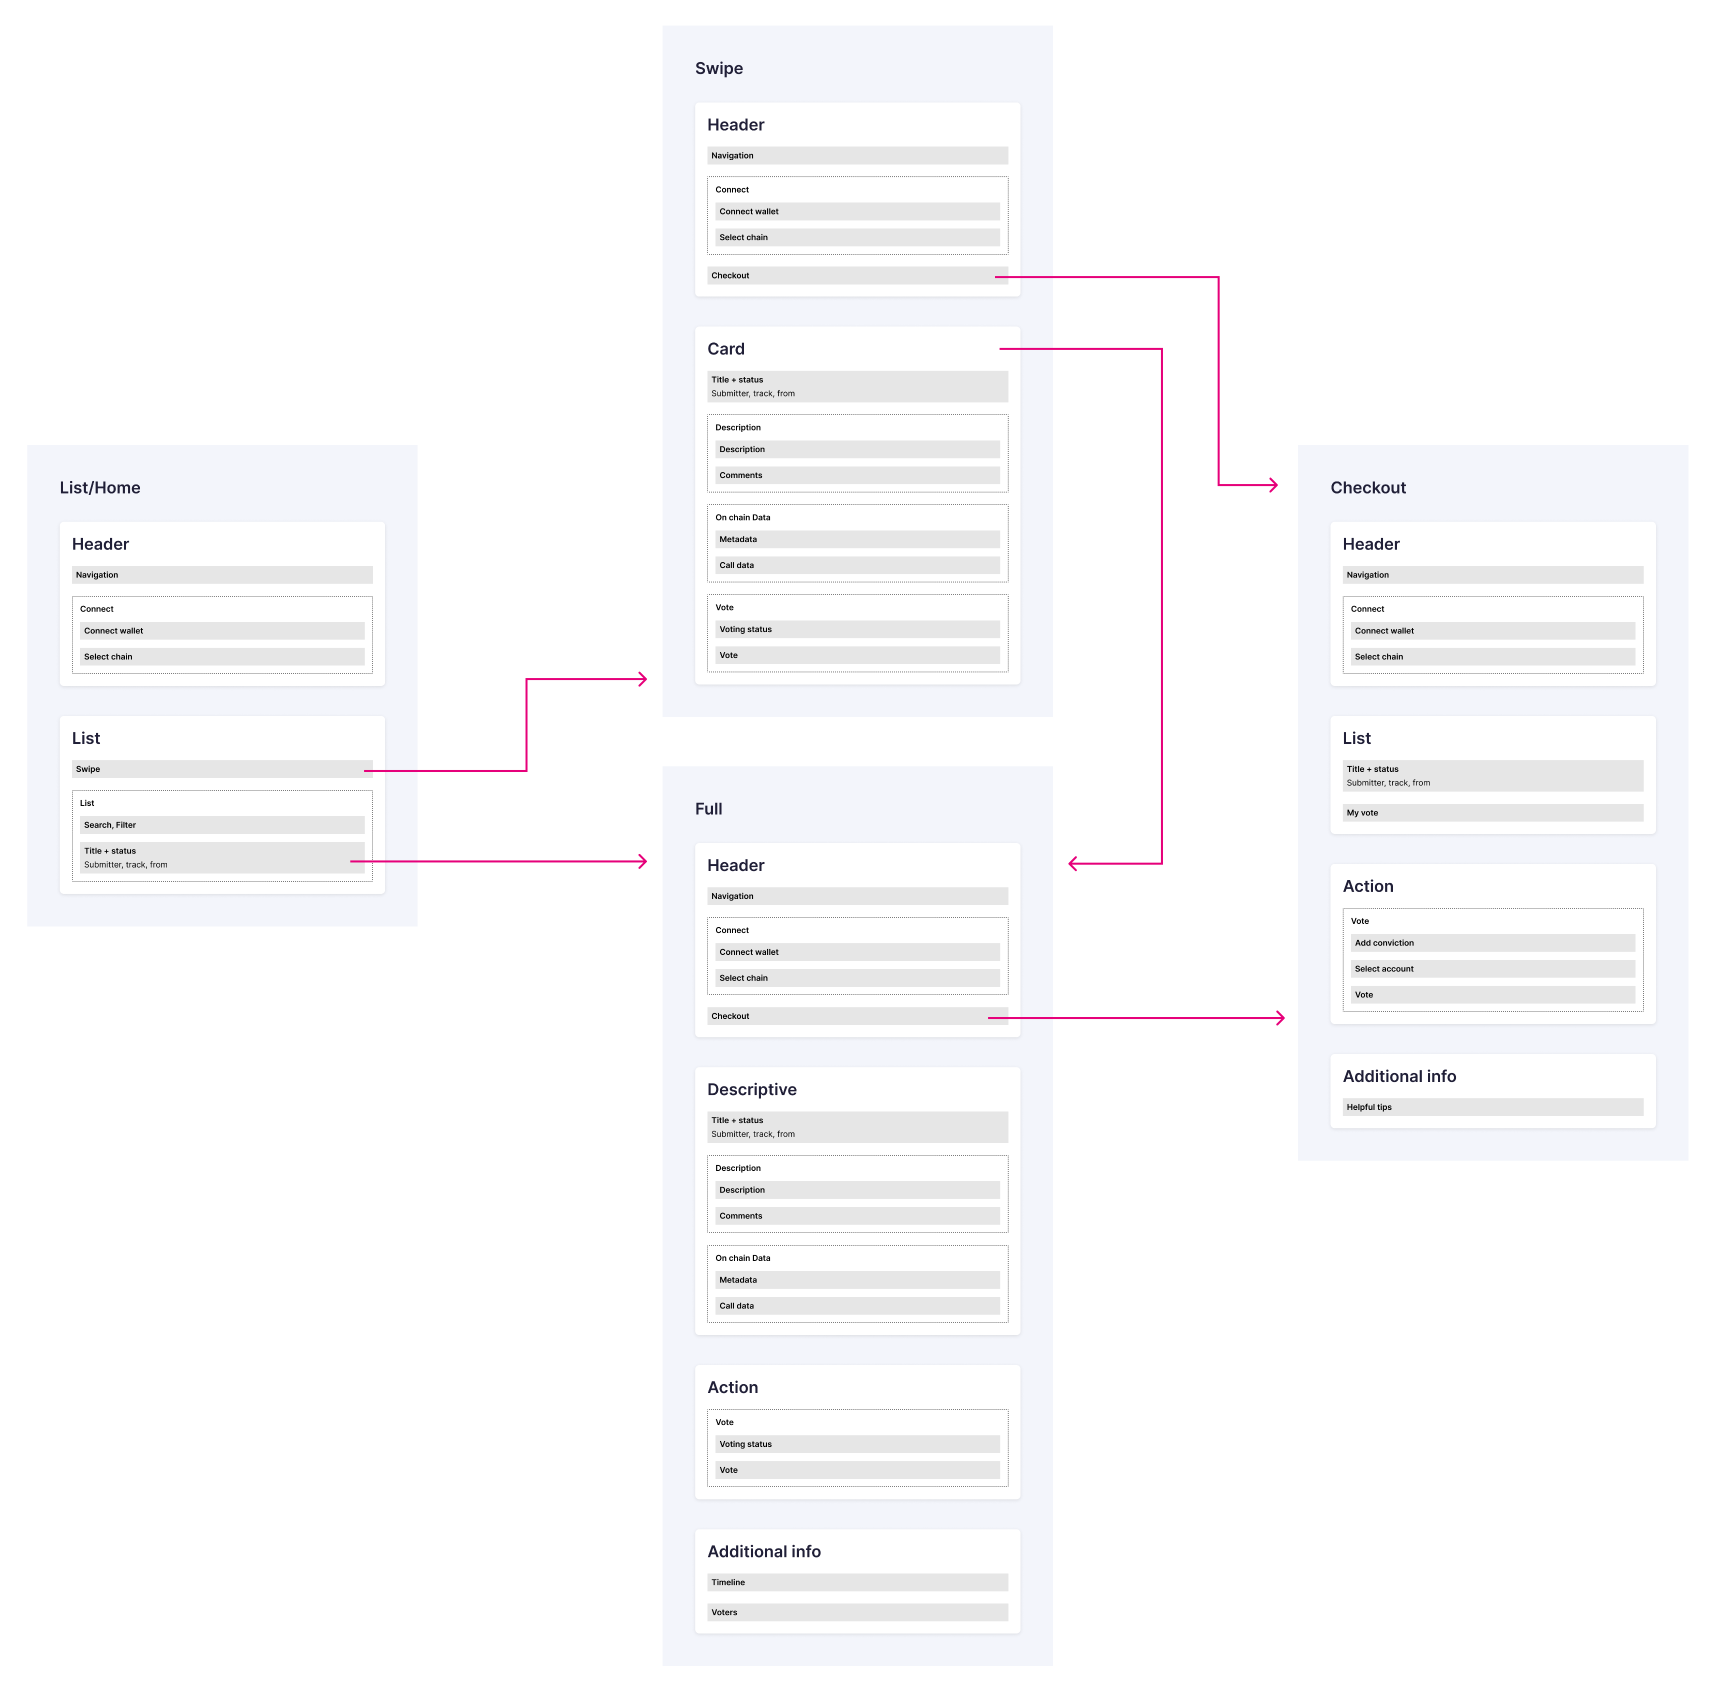 List/Home
Header
Navigation
Connect
Connect wallet
Select chain
List
Swipe
List
Search, Filter
Title + status
Submitter, track, from
Swipe
Header
Navigation
Connect
Connect wallet
Select chain
Checkout
Card
Title + status
Submitter, track, from
Description
Description
Comments
On chain Data
Metadata
Call data
Vote
Voting status
Vote
Full
Header
Navigation
Connect
Connect wallet
Select chain
Checkout
Descriptive
Title + status
Submitter, track, from
Description
Description
Comments
On chain Data
Metadata
Call data
Action
Vote
Voting status
Vote
Additional info
Timeline
Voters
Checkout
Header
Navigation
Connect
Connect wallet
Select chain
List
Title + status
Submitter, track, from
My vote
Action
Vote
Add conviction
Select account
Vote
Additional info
Helpful tips